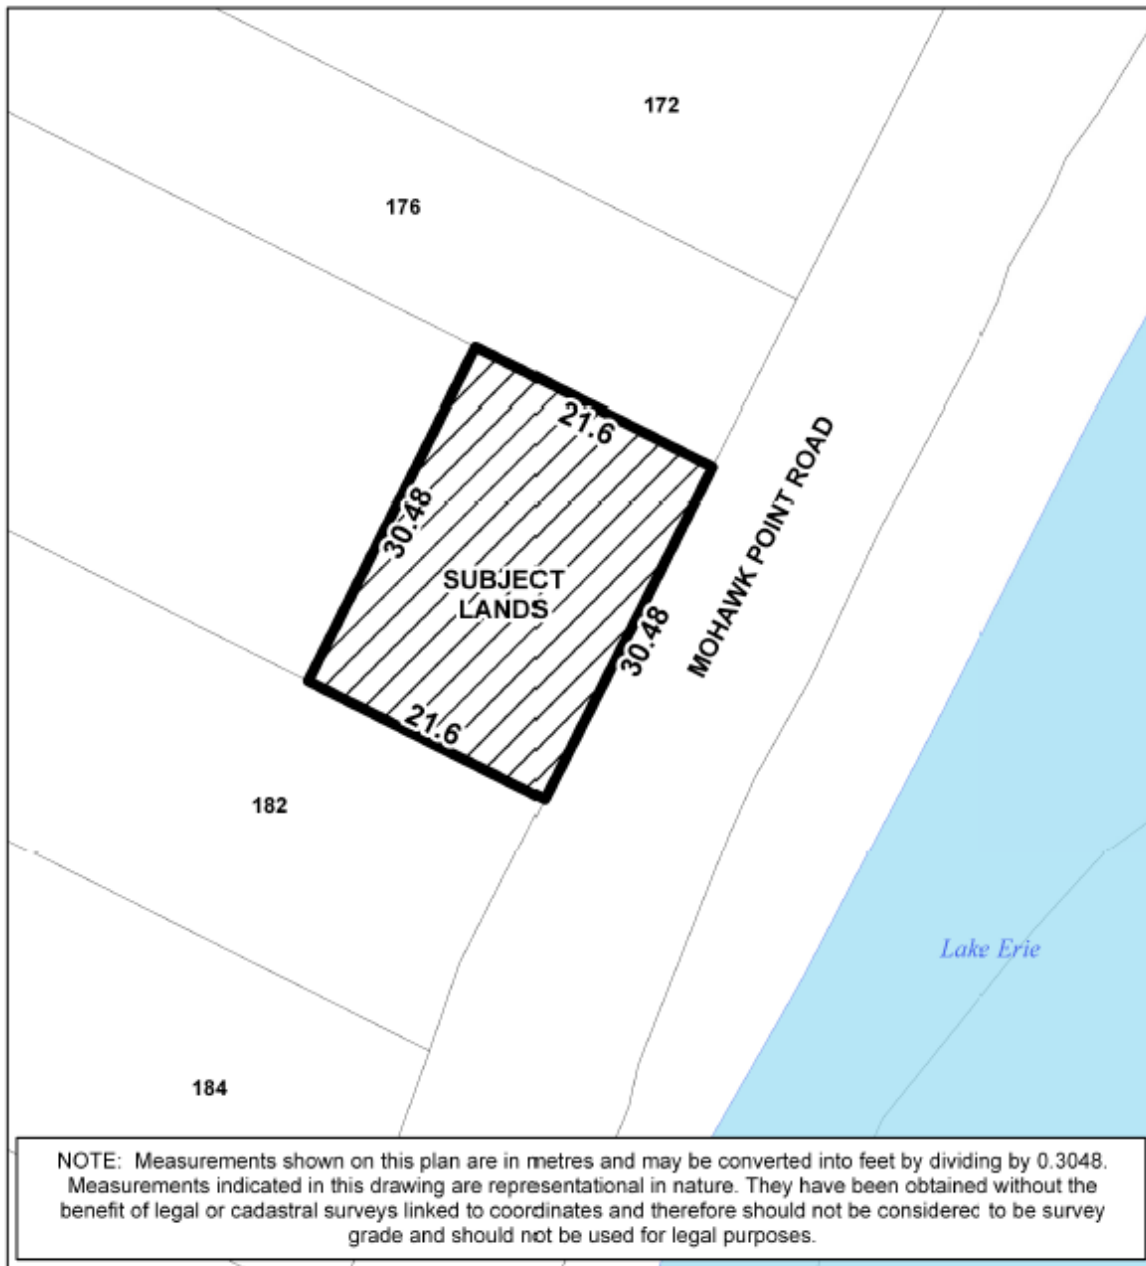 172
176
21.6
30.48
SUBJECT
LANDS
30.48
MOHAWK POINT ROAD
21.6
182
Lake Erie
184
NOTE: Measurements shown on this plan are in metres and may be converted into feet by dividing by 0.3048.
Measurements indicated in this drawing are representational in nature. They have been obtained without the
benefit of legal or cadastral surveys linked to coordinates and therefore should not be considered to be survey
grade and should not be used for legal purposes.